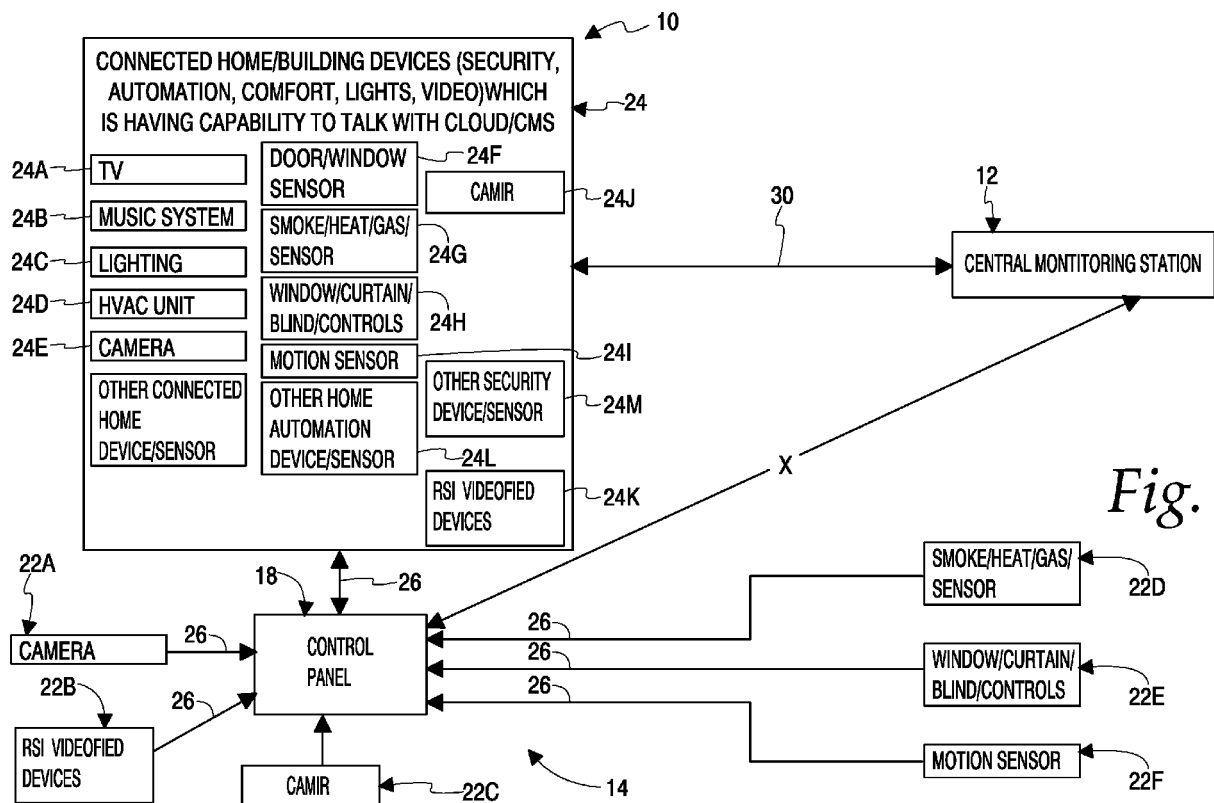 10
CONNECTED HOME/BUILDING DEVICES (SECURITY,
AUTOMATION, COMFORT, LIGHTS, VIDEO)WHICH
IS HAVING CAPABILITY TO TALK WITH CLOUD/CMS
24
24A
TV
24B
MUSIC SYSTEM
24C
LIGHTING
24D
HVAC UNIT
24E
CAMERA
OTHER CONNECTED
HOME
DEVICE/SENSOR
DOOR/WINDOW
SENSOR
24F
SMOKE/HEAT/GAS/
SENSOR
24G
WINDOW/CURTAIN/
BLIND/CONTROLS
24H
MOTION SENSOR
24I
OTHER HOME
AUTOMATION
DEVICE/SENSOR
24L
CAMIR
24J
OTHER SECURITY
DEVICE/SENSOR
24M
RSI VIDEOFIED
DEVICES
24K
30
12
CENTRAL MONTITORING STATION
X
Fig.
22A
CAMERA
26
22B
RSI VIDEOFIED
DEVICES
26
18
26
CONTROL
PANEL
CAMIR
22C
14
26
26
26
SMOKE/HEAT/GAS/
SENSOR
22D
WINDOW/CURTAIN/
BLIND/CONTROLS
22E
MOTION SENSOR
22F